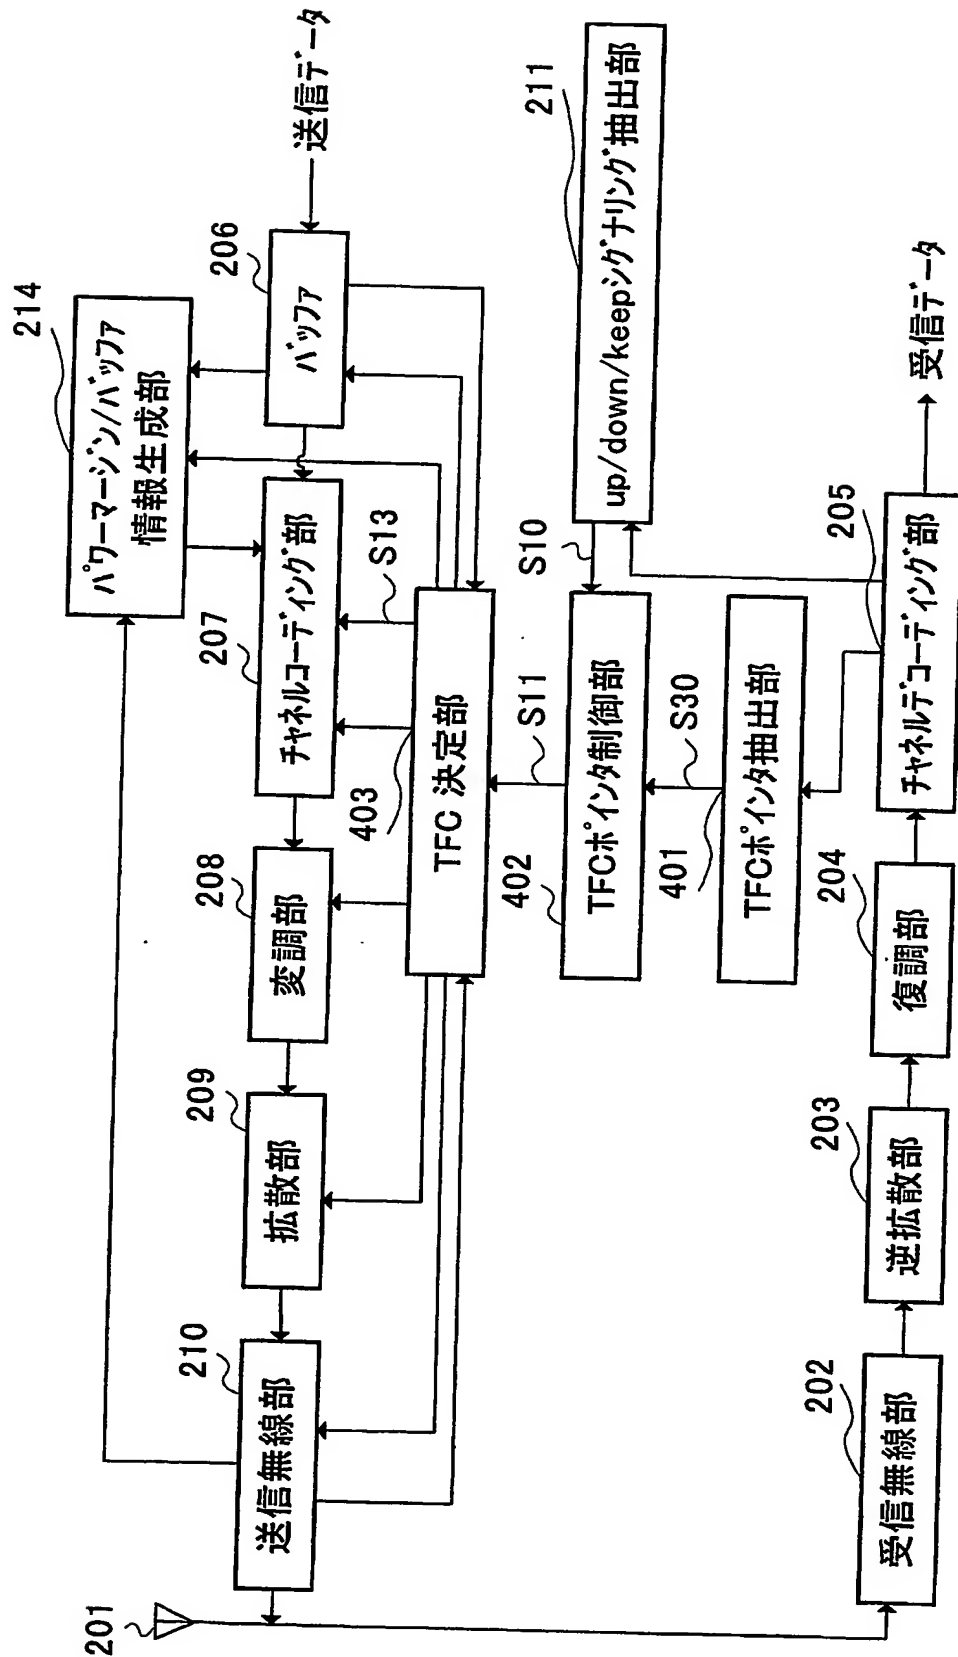 214
パワーマージン/バッファ
情報生成部
送信データ
206
バッファ
207
チャネルコーディング部
208
変調部
209
拡散部
210
送信無線部
201
S13
403
TFC 決定部
S11
S10
211
up/down/keepシグナリング抽出部
402
TFCポインタ制御部
S30
401
TFCポインタ抽出部
202
受信無線部
203
逆拡散部
204
復調部
205
チャネルデコーディング部
受信データ